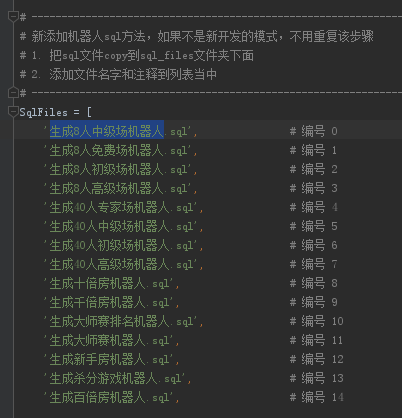 # ----------------------------------------------------------
# 新添加机器人sql方法，如果不是新开发的模式，不用重复该步骤
# 1. 把sql文件copy到sql_files文件夹下面
# 2. 添加文件名字和注释到列表当中
# ----------------------------------------------------------
SqlFiles = [
'生成8人中级场机器人.sql', # 编号 0
'生成8人免费场机器人.sql', # 编号 1
'生成8人初级场机器人.sql', # 编号 2
'生成8人高级场机器人.sql', # 编号 3
'生成40人专家场机器人.sql', # 编号 4
'生成40人中级场机器人.sql', # 编号 5
'生成40人初级场机器人.sql', # 编号 6
'生成40人高级场机器人.sql', # 编号 7
'生成十倍房机器人.sql', # 编号 8
'生成千倍房机器人.sql', # 编号 9
'生成大师赛排名机器人.sql', # 编号 10
'生成大师赛机器人.sql', # 编号 11
'生成新手房机器人.sql', # 编号 12
'生成杀分游戏机器人.sql', # 编号 13
'生成百倍房机器人.sql', # 编号 14